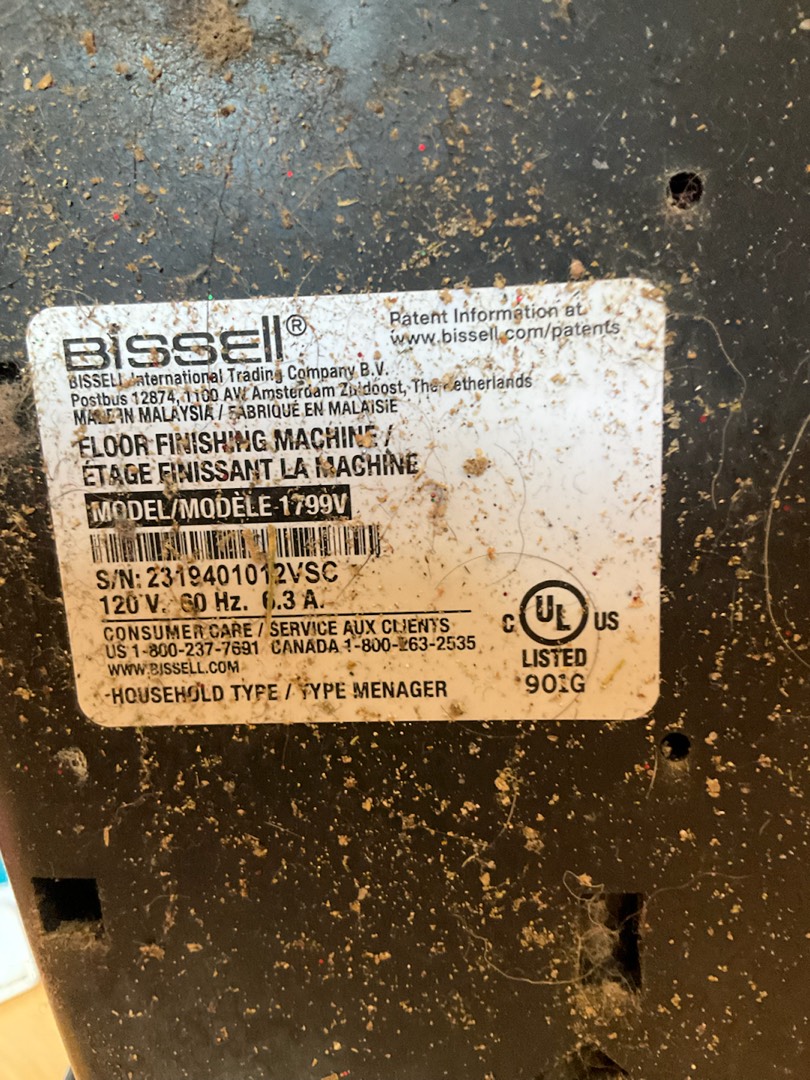 BISSELL®
Patent Information at
www.bissell.com/patents
BISSELL International Trading Company B.V.
Postbus 12874, 1100 AW Amsterdam Zuidoost, The Netherlands
MADE IN MALAYSIA / FABRIQUÉ EN MALAISIE
FLOOR FINISHING MACHINE /
ÉTAGE FINISSANT LA MACHINE
MODEL/MODÈLE 1799V
S/N: 2319401012VSC
120 V. 60 Hz. 6.3 A.
CONSUMER CARE / SERVICE AUX CLIENTS
US 1-800-237-7691 CANADA 1-800-263-2535
WWW.BISSELL.COM
HOUSEHOLD TYPE / TYPE MENAGER
C UL US
LISTED
901G